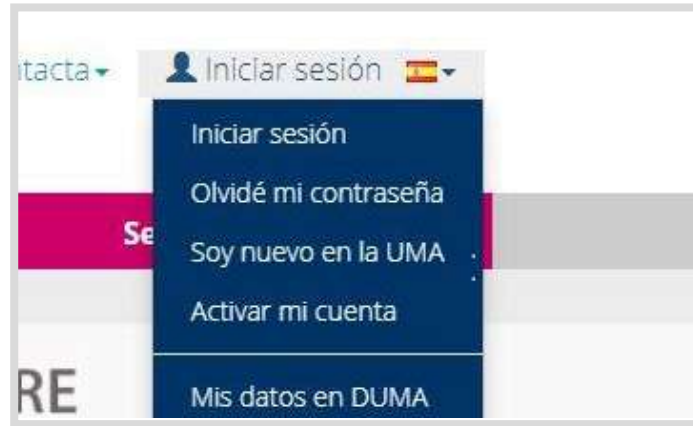 ntacta
Iniciar sesión
Iniciar sesión
Olvidé mi contraseña
Se
Soy nuevo en la UMA
Activar mi cuenta
RE
Mis datos en DUMA